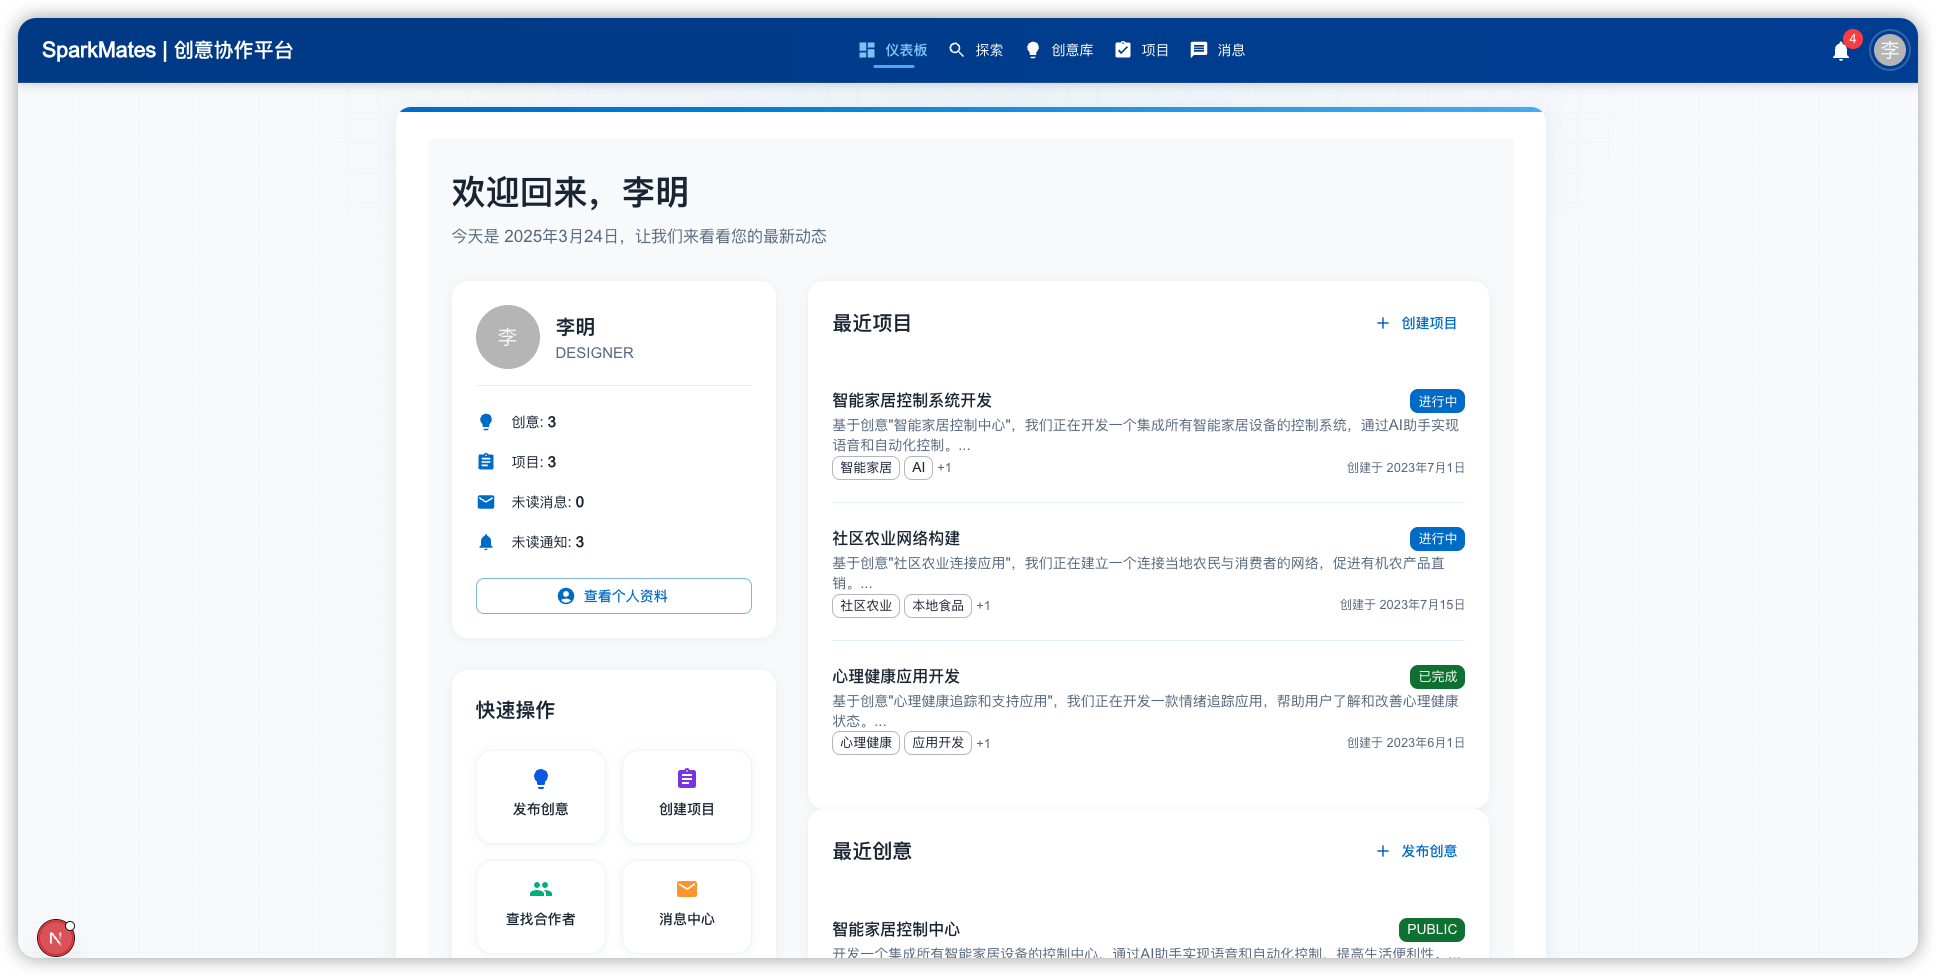 SparkMates | 创意协作平台
仪表板 探索 创意库 项目 消息
4
李
欢迎回来，李明
今天是 2025年3月24日，让我们来看看您的最新动态
李
李明
DESIGNER
创意: 3
项目: 3
未读消息: 0
未读通知: 3
查看个人资料
快速操作
发布创意
创建项目
查找合作者
消息中心
最近项目
+ 创建项目
智能家居控制系统开发
进行中
基于创意"智能家居控制中心"，我们正在开发一个集成所有智能家居设备的控制系统，通过AI助手实现
语音和自动化控制。...
智能家居 AI +1
创建于 2023年7月1日
社区农业网络构建
进行中
基于创意"社区农业连接应用"，我们正在建立一个连接当地农民与消费者的网络，促进有机农产品直
销。...
社区农业 本地食品 +1
创建于 2023年7月15日
心理健康应用开发
已完成
基于创意"心理健康追踪和支持应用"，我们正在开发一款情绪追踪应用，帮助用户了解和改善心理健康
状态。...
心理健康 应用开发 +1
创建于 2023年6月1日
最近创意
+ 发布创意
智能家居控制中心
PUBLIC
开发一个集成所有智能家居设备的控制中心，通过AI助手实现语音和自动化控制，提高生活便利性。...
N